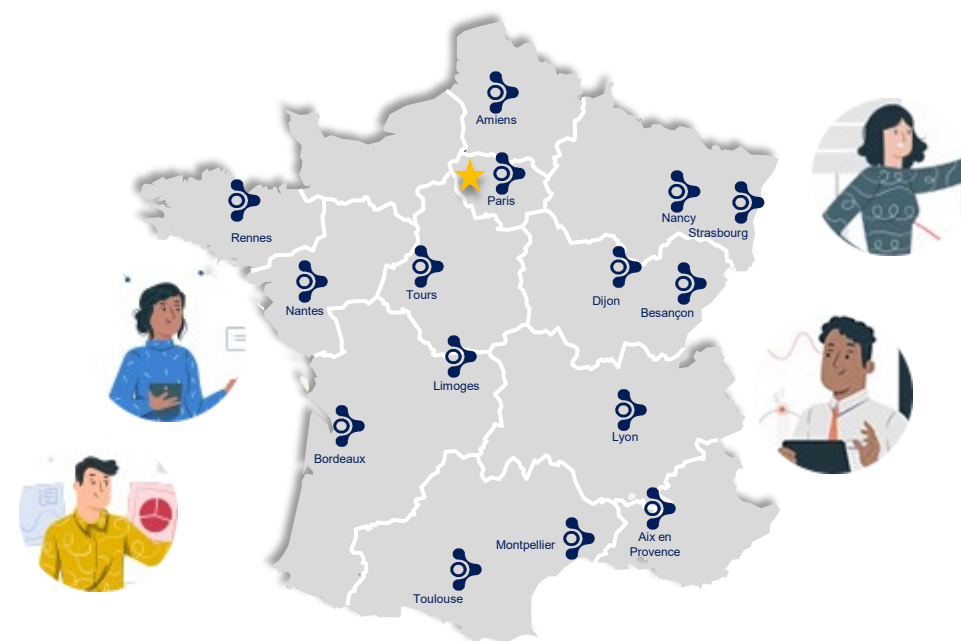 Amiens
Paris
Nancy
Strasbourg
Rennes
Nantes
Tours
Dijon
Besançon
Limoges
Lyon
Bordeaux
Montpellier
Aix en
Provence
Toulouse